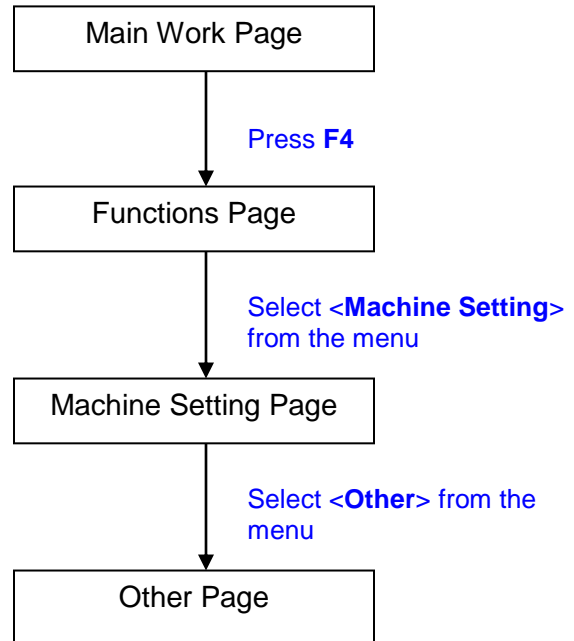 Main Work Page
Press F4
Functions Page
Select <Machine Setting>
from the menu
Machine Setting Page
Select <Other> from the
menu
Other Page